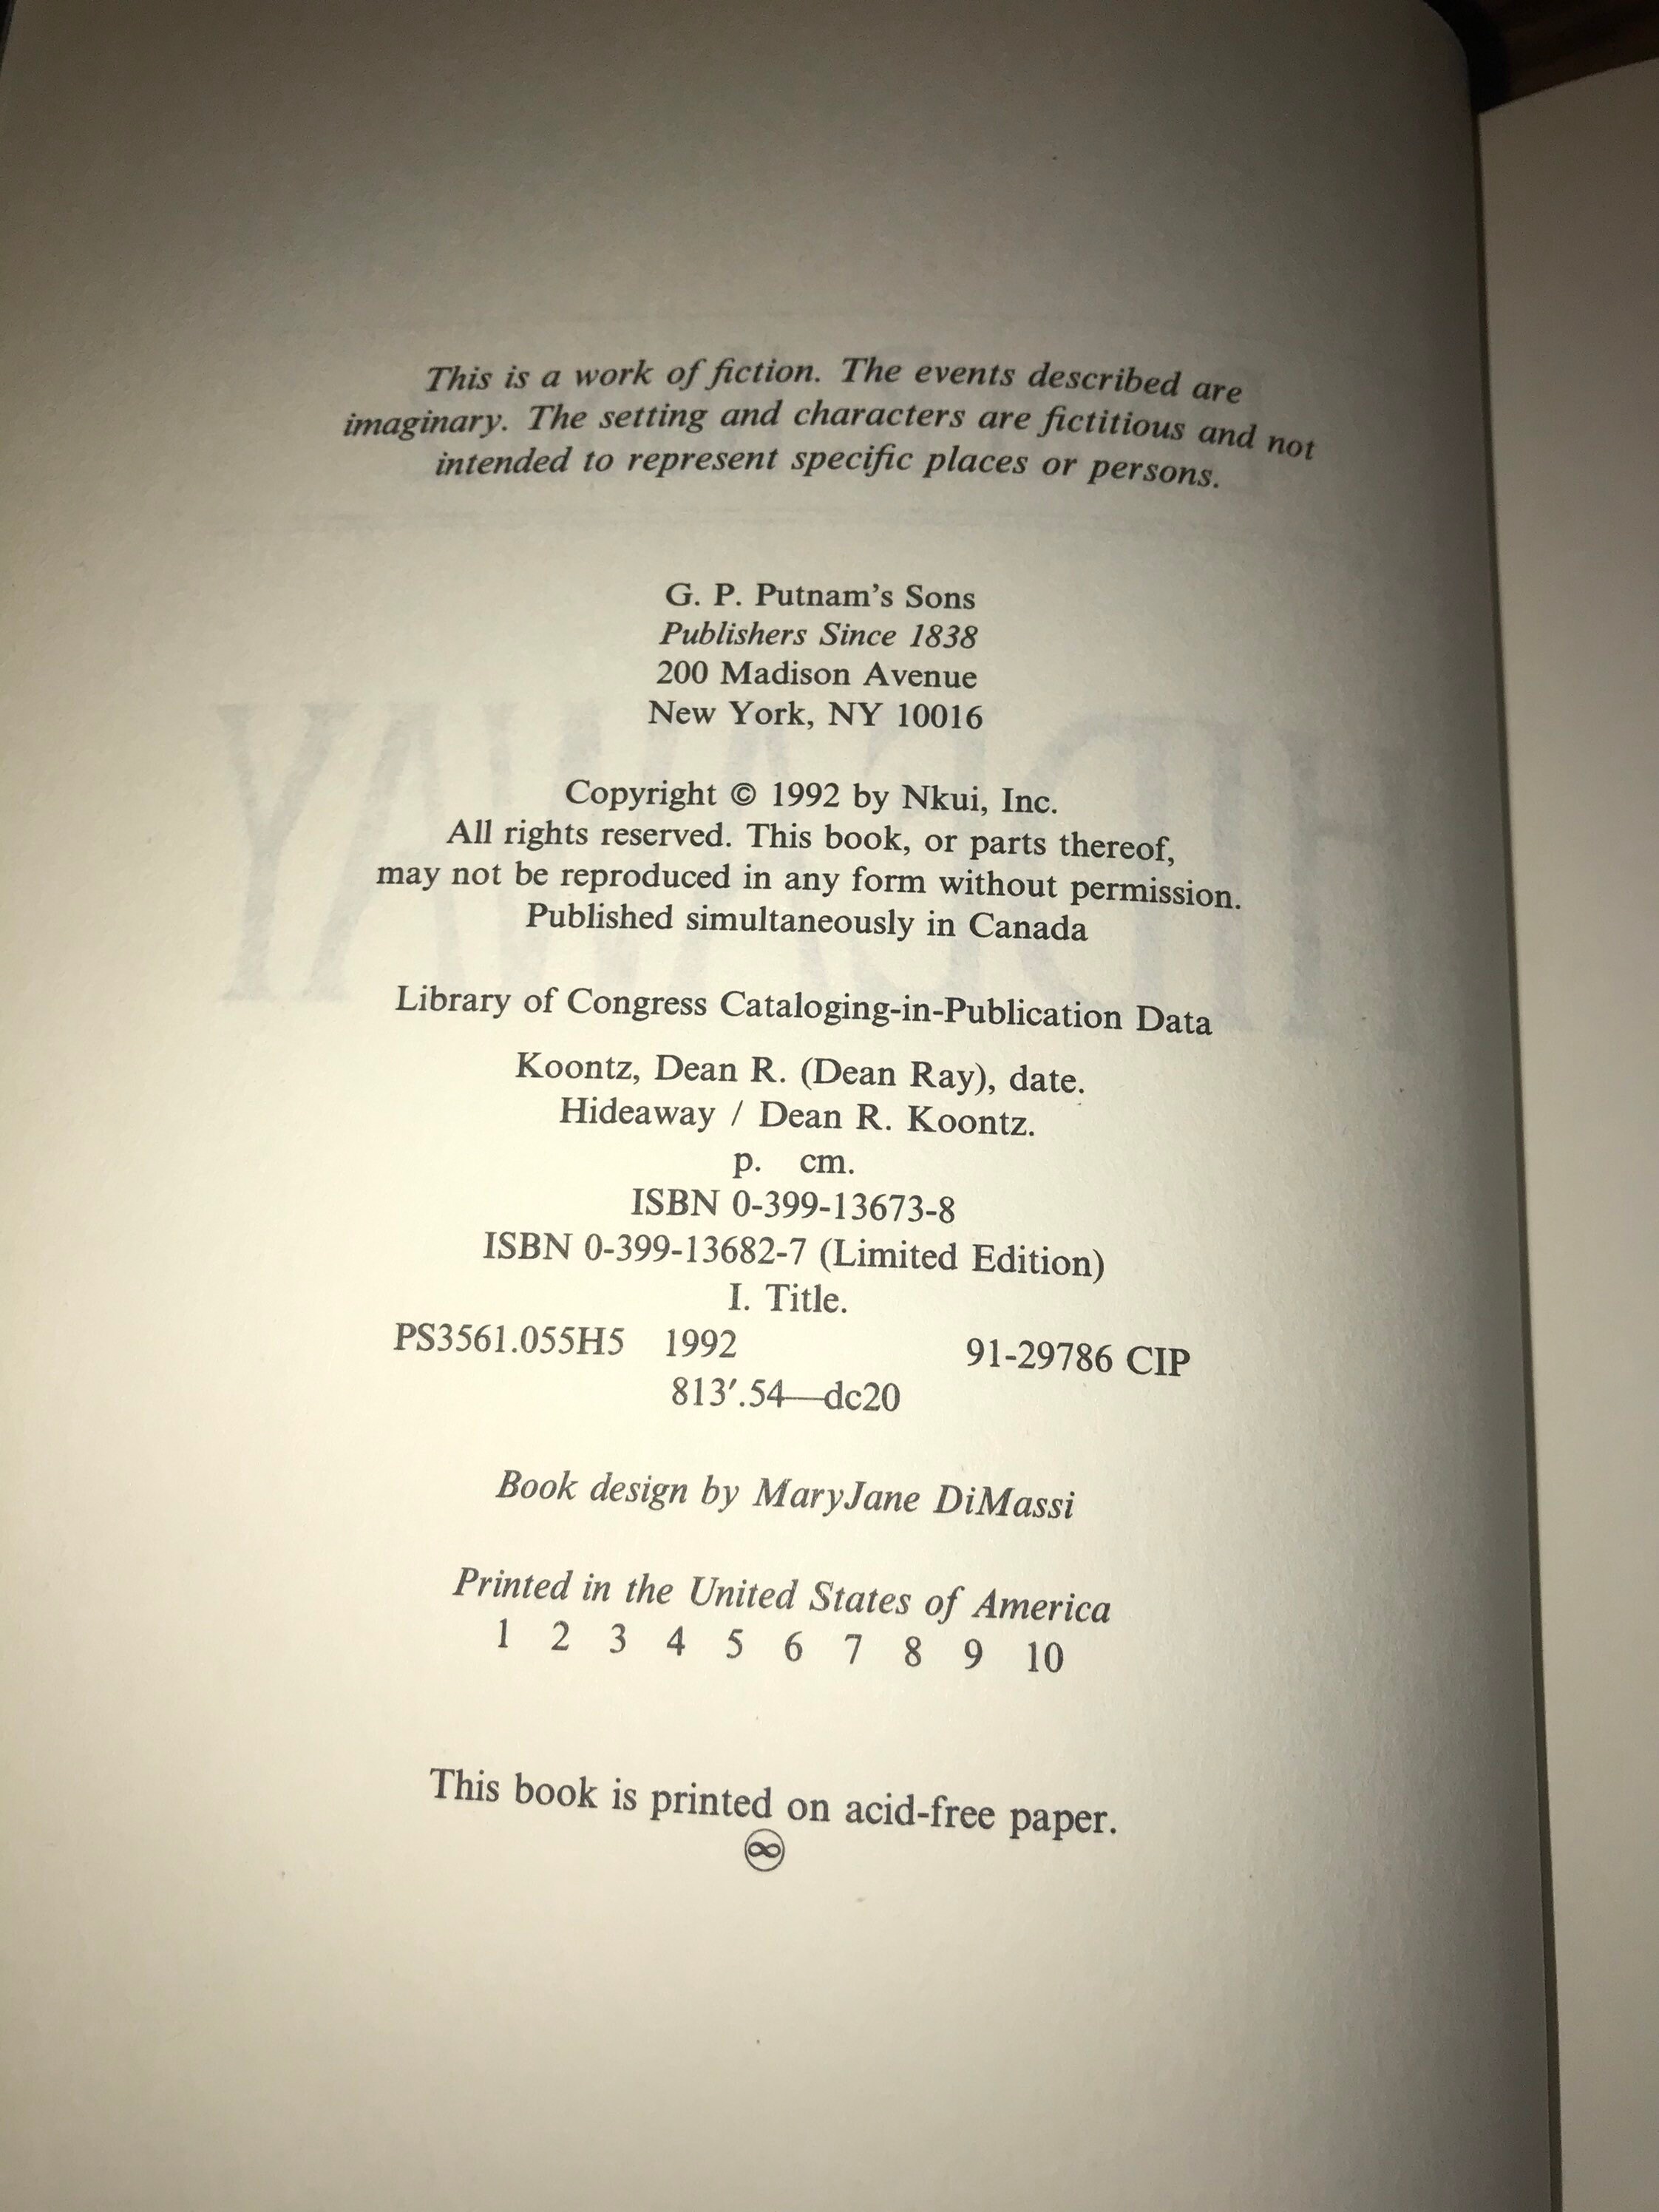 This is a work of fiction. The events described are
imaginary. The setting and characters are fictitious and not
intended to represent specific places or persons.
G. P. Putnam's Sons
Publishers Since 1838
200 Madison Avenue
New York, NY 10016
Copyright © 1992 by Nkui, Inc.
All rights reserved. This book, or parts thereof,
may not be reproduced in any form without permission.
Published simultaneously in Canada
Library of Congress Cataloging-in-Publication Data
Koontz, Dean R. (Dean Ray), date.
Hideaway / Dean R. Koontz.
p. cm.
ISBN 0-399-13673-8
ISBN 0-399-13682-7 (Limited Edition)
I. Title.
PS3561.055H5 1992 91-29786 CIP
813′.54—dc20
Book design by MaryJane DiMassi
Printed in the United States of America
1 2 3 4 5 6 7 8 9 10
This book is printed on acid-free paper.
♾